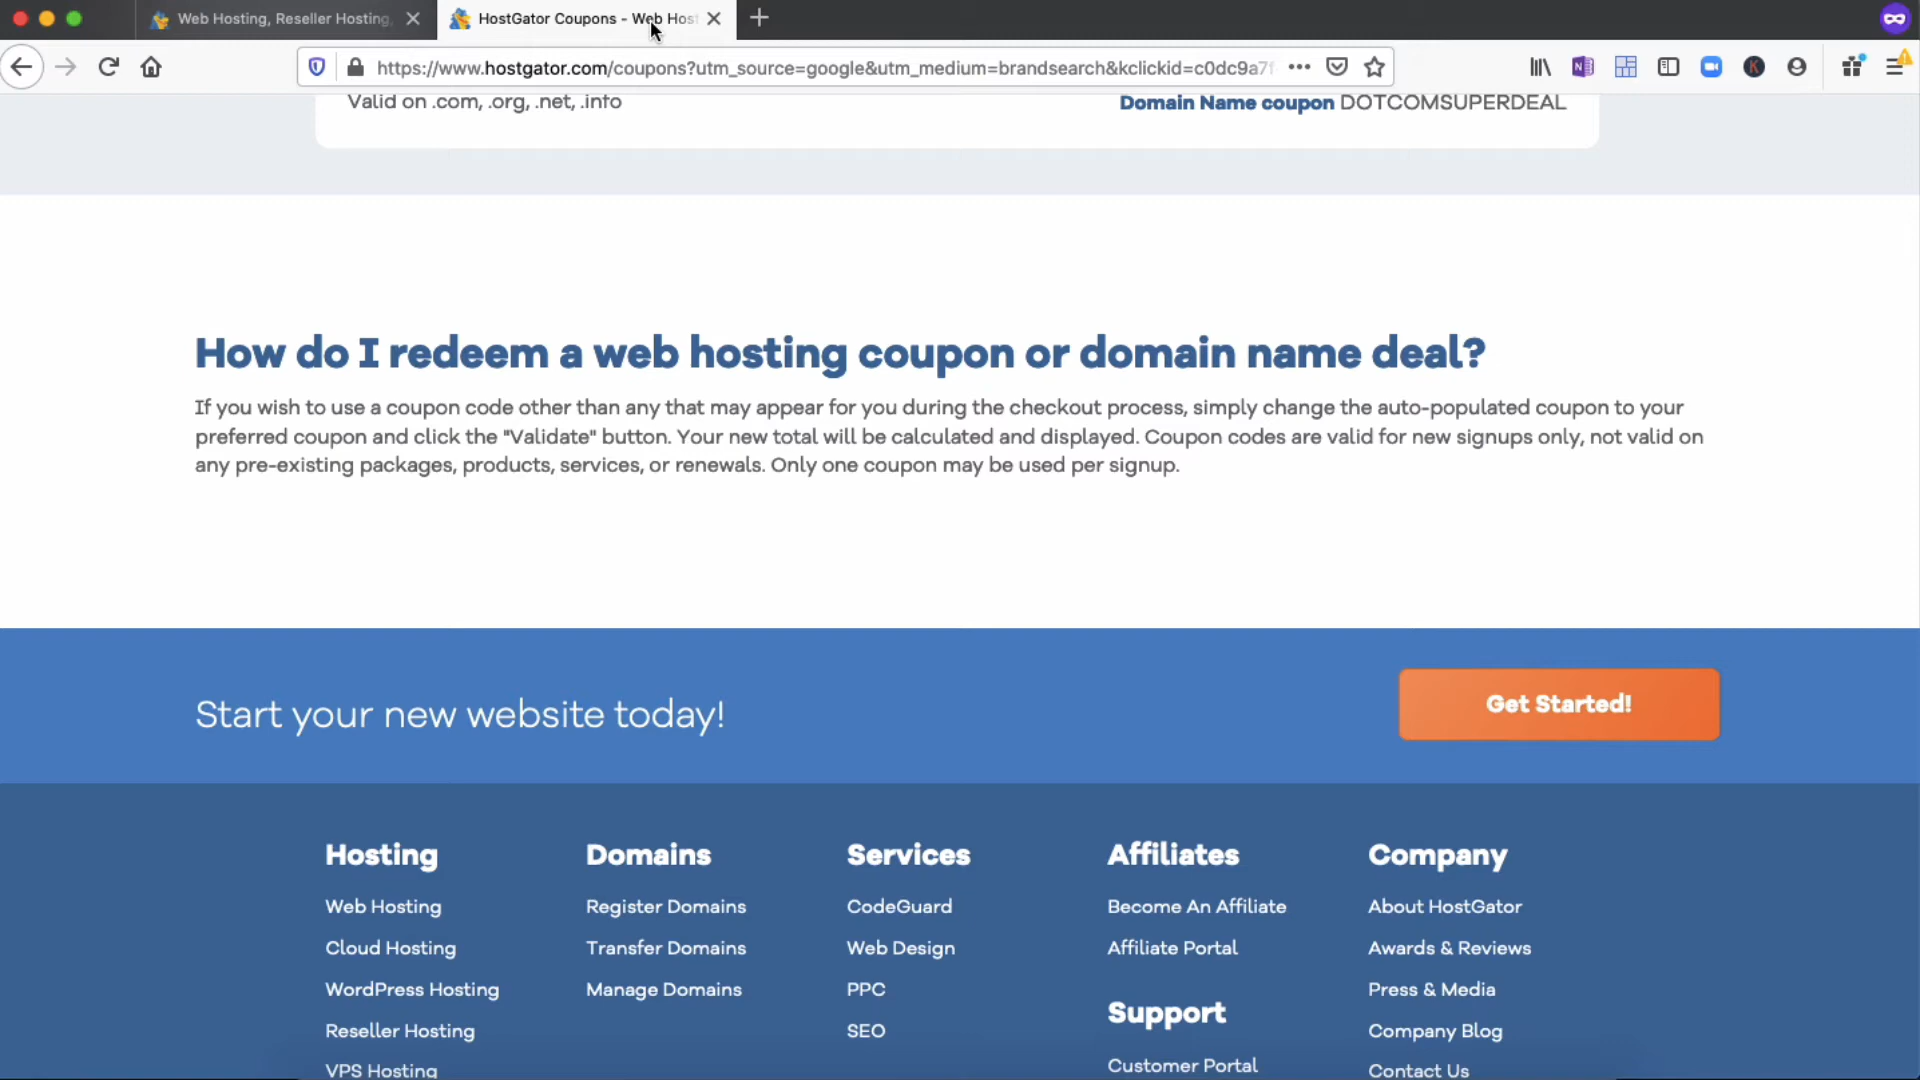 Web Hosting, Reseller Hosting,
HostGator Coupons - Web Host
https://www.hostgator.com/coupons?utm_source=google&utm_medium=brandsearch&kclickid=c0dc9a7f
Valid on .com, .org, .net, .info
Domain Name coupon DOTCOMSUPERDEAL
How do I redeem a web hosting coupon or domain name deal?
If you wish to use a coupon code other than any that may appear for you during the checkout process, simply change the auto-populated coupon to your
preferred coupon and click the "Validate" button. Your new total will be calculated and displayed. Coupon codes are valid for new signups only, not valid on
any pre-existing packages, products, services, or renewals. Only one coupon may be used per signup.
Start your new website today!
Get Started!
Hosting
Web Hosting
Cloud Hosting
WordPress Hosting
Reseller Hosting
VPS Hosting
Domains
Register Domains
Transfer Domains
Manage Domains
Services
CodeGuard
Web Design
PPC
SEO
Affiliates
Become An Affiliate
Affiliate Portal
Support
Customer Portal
Company
About HostGator
Awards & Reviews
Press & Media
Company Blog
Contact Us